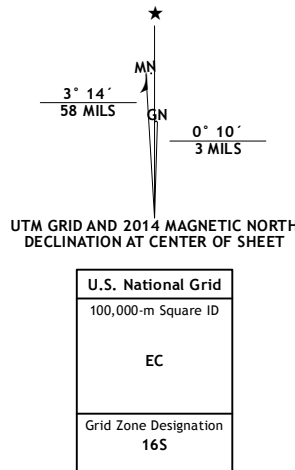 ★
MN
3° 14´
58 MILS
GN
0° 10´
3 MILS
UTM GRID AND 2014 MAGNETIC NORTH
DECLINATION AT CENTER OF SHEET
U.S. National Grid
100,000-m Square ID
EC
Grid Zone Designation
16S